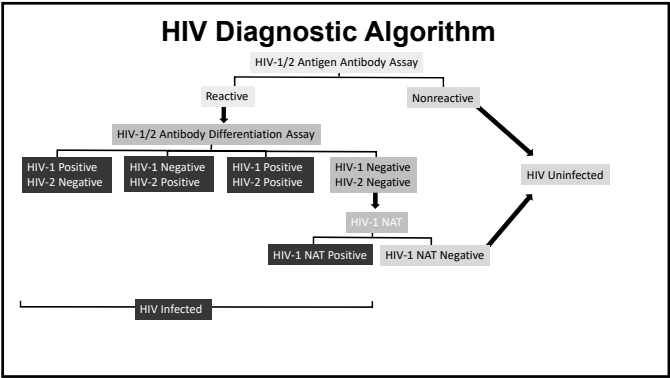 HIV Diagnostic Algorithm
HIV-1/2 Antigen Antibody Assay
Reactive
Nonreactive
HIV-1/2 Antibody Differentiation Assay
HIV-1 Positive
HIV-2 Negative
HIV-1 Negative
HIV-2 Positive
HIV-1 Positive
HIV-2 Positive
HIV-1 Negative
HIV-2 Negative
HIV Uninfected
HIV-1 NAT
HIV-1 NAT Positive
HIV-1 NAT Negative
HIV Infected